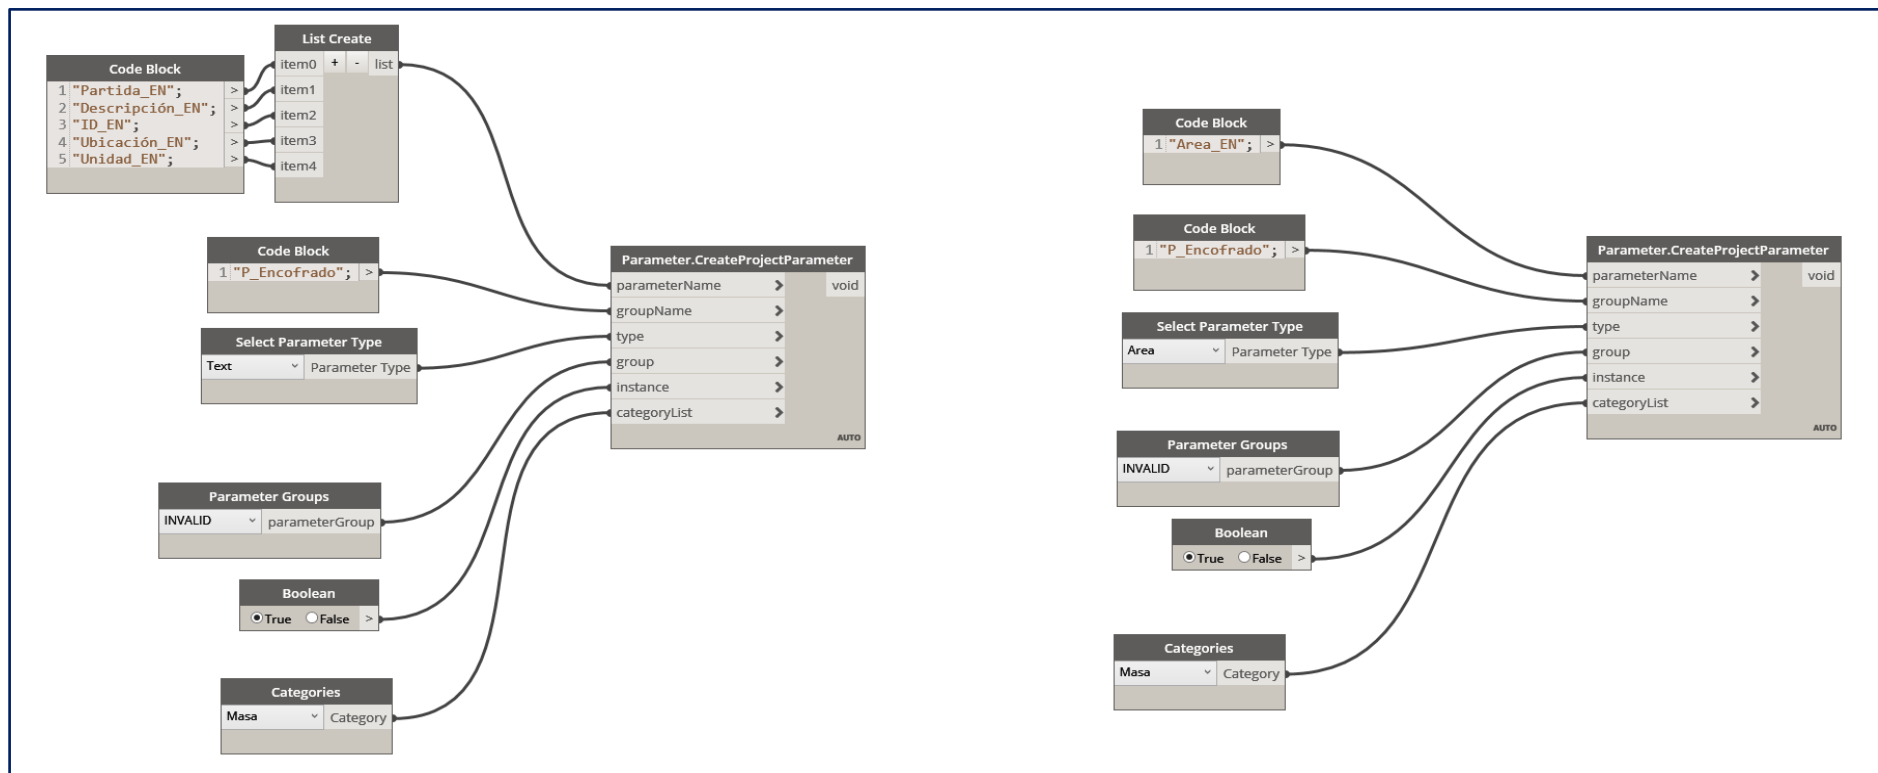 List Create
item0 + - list
item1
item2
item3
item4
Code Block
1 "Partida_EN"; >
2 "Descripción_EN"; >
3 "ID_EN"; >
4 "Ubicación_EN"; >
5 "Unidad_EN"; >
Code Block
1 "P_Encofrado"; >
Select Parameter Type
Text Parameter Type
Parameter Groups
INVALID parameterGroup
Boolean
True False >
Categories
Masa Category
Parameter.CreateProjectParameter
parameterName > void
groupName >
type >
group >
instance >
categoryList >
AUTO
Code Block
1 "Area_EN"; >
Code Block
1 "P_Encofrado"; >
Select Parameter Type
Area Parameter Type
Parameter Groups
INVALID parameterGroup
Boolean
True False >
Categories
Masa Category
Parameter.CreateProjectParameter
parameterName > void
groupName >
type >
group >
instance >
categoryList >
AUTO